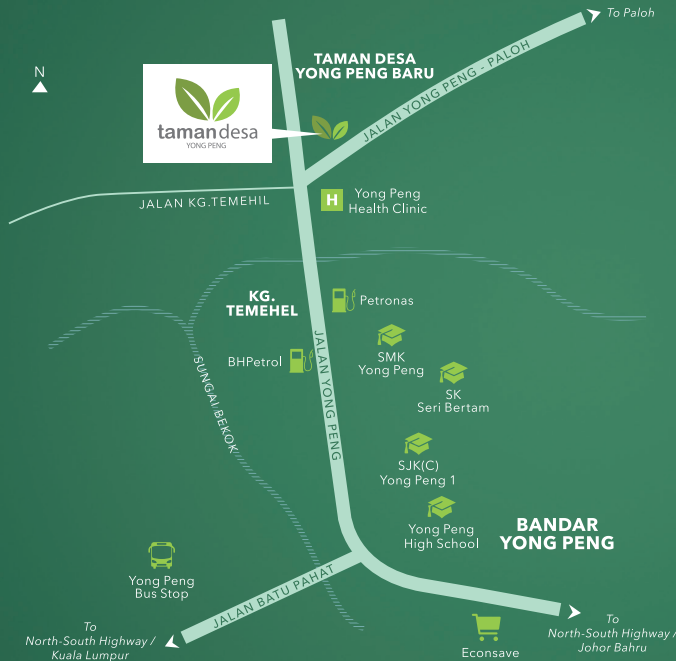 To Paloh
N
TAMAN DESA
YONG PENG BARU
JALAN YONG PENG - PALOH
tamandesa
YONG PENG
JALAN KG.TEMEHIL
H
Yong Peng
Health Clinic
KG.
TEMEHEL
Petronas
BHPetrol
JALAN YONG PENG
SMK
Yong Peng
SK
Seri Bertam
SUNGAI BEKOK
SJK(C)
Yong Peng 1
Yong Peng
High School
BANDAR
YONG PENG
Yong Peng
Bus Stop
JALAN BATU PAHAT
To
North-South Highway /
Kuala Lumpur
Econsave
To
North-South Highway /
Johor Bahru